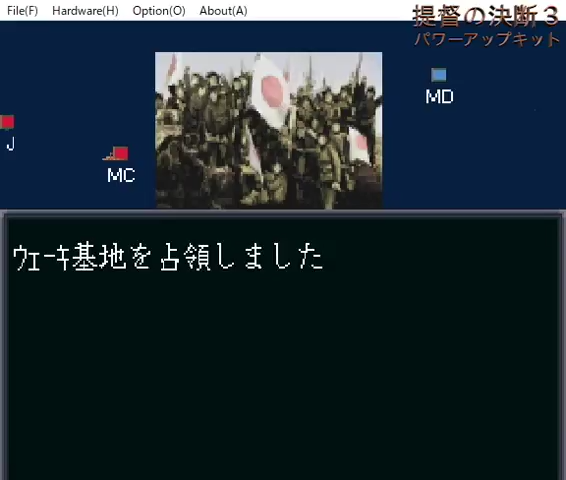 File(F) Hardware(H) Option(O) About(A)
提督の決断3
パワーアップキット
MD
J
MC
ウェーキ基地を占領しました